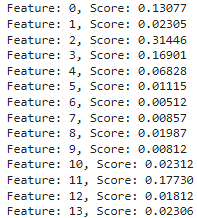 Feature: 0, Score: 0.13077
Feature: 1, Score: 0.02305
Feature: 2, Score: 0.31446
Feature: 3, Score: 0.16901
Feature: 4, Score: 0.06828
Feature: 5, Score: 0.01115
Feature: 6, Score: 0.00512
Feature: 7, Score: 0.00857
Feature: 8, Score: 0.01987
Feature: 9, Score: 0.00812
Feature: 10, Score: 0.02312
Feature: 11, Score: 0.17730
Feature: 12, Score: 0.01812
Feature: 13, Score: 0.02306